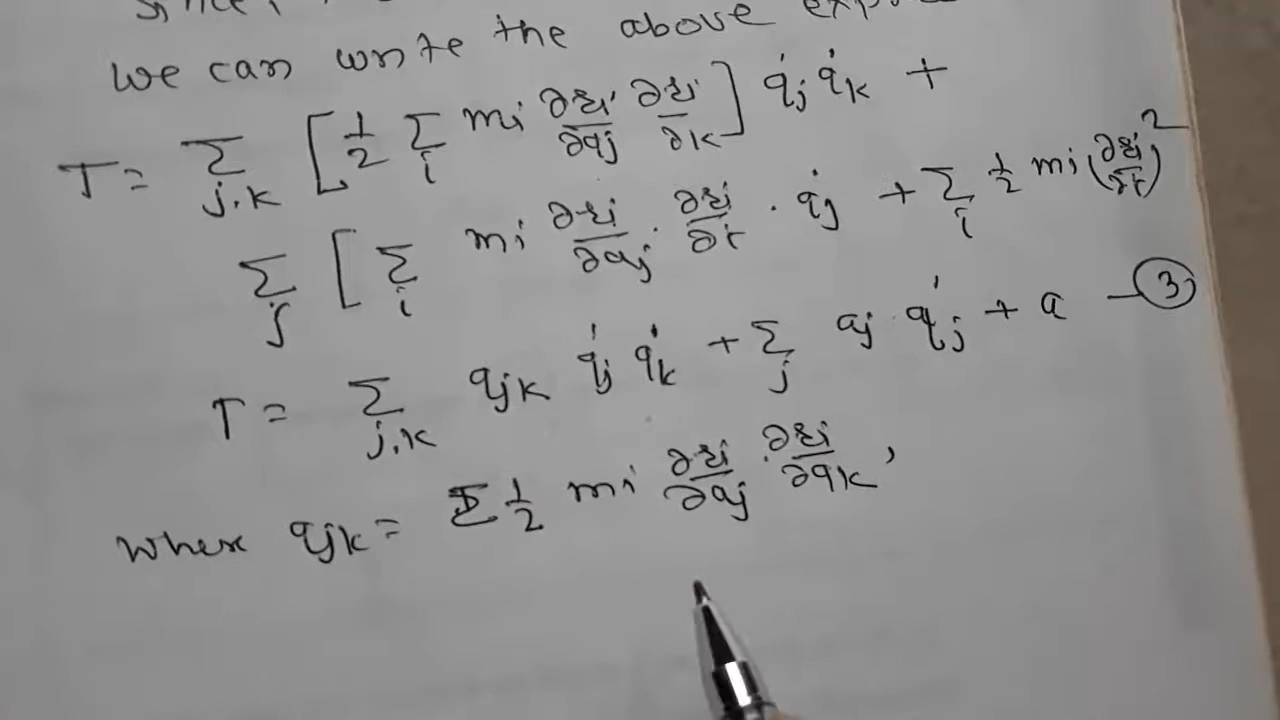 we can write the above
T = Σ_{j,k} [ 1/2 Σ_i mi ∂ri/∂qj ∂ri/∂k ] q̇j q̇k +
Σ_j [ Σ_i mi ∂ri/∂qj · ∂ri/∂t · q̇j + Σ_i 1/2 mi (∂ri/∂t)²
T = Σ_{j,k} ajk q̇j q̇k + Σ_j aj q̇j + a — ③
where ajk = Σ 1/2 mi ∂ri/∂qj · ∂ri/∂qk ,